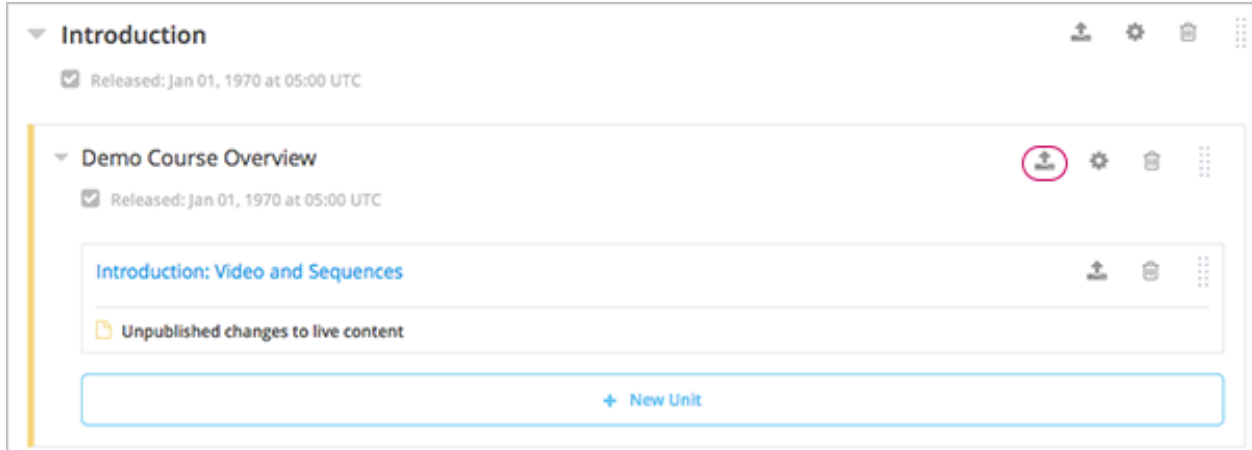 Introduction
Released: Jan 01, 1970 at 05:00 UTC
Demo Course Overview
Released: Jan 01, 1970 at 05:00 UTC
Introduction: Video and Sequences
Unpublished changes to live content
+ New Unit